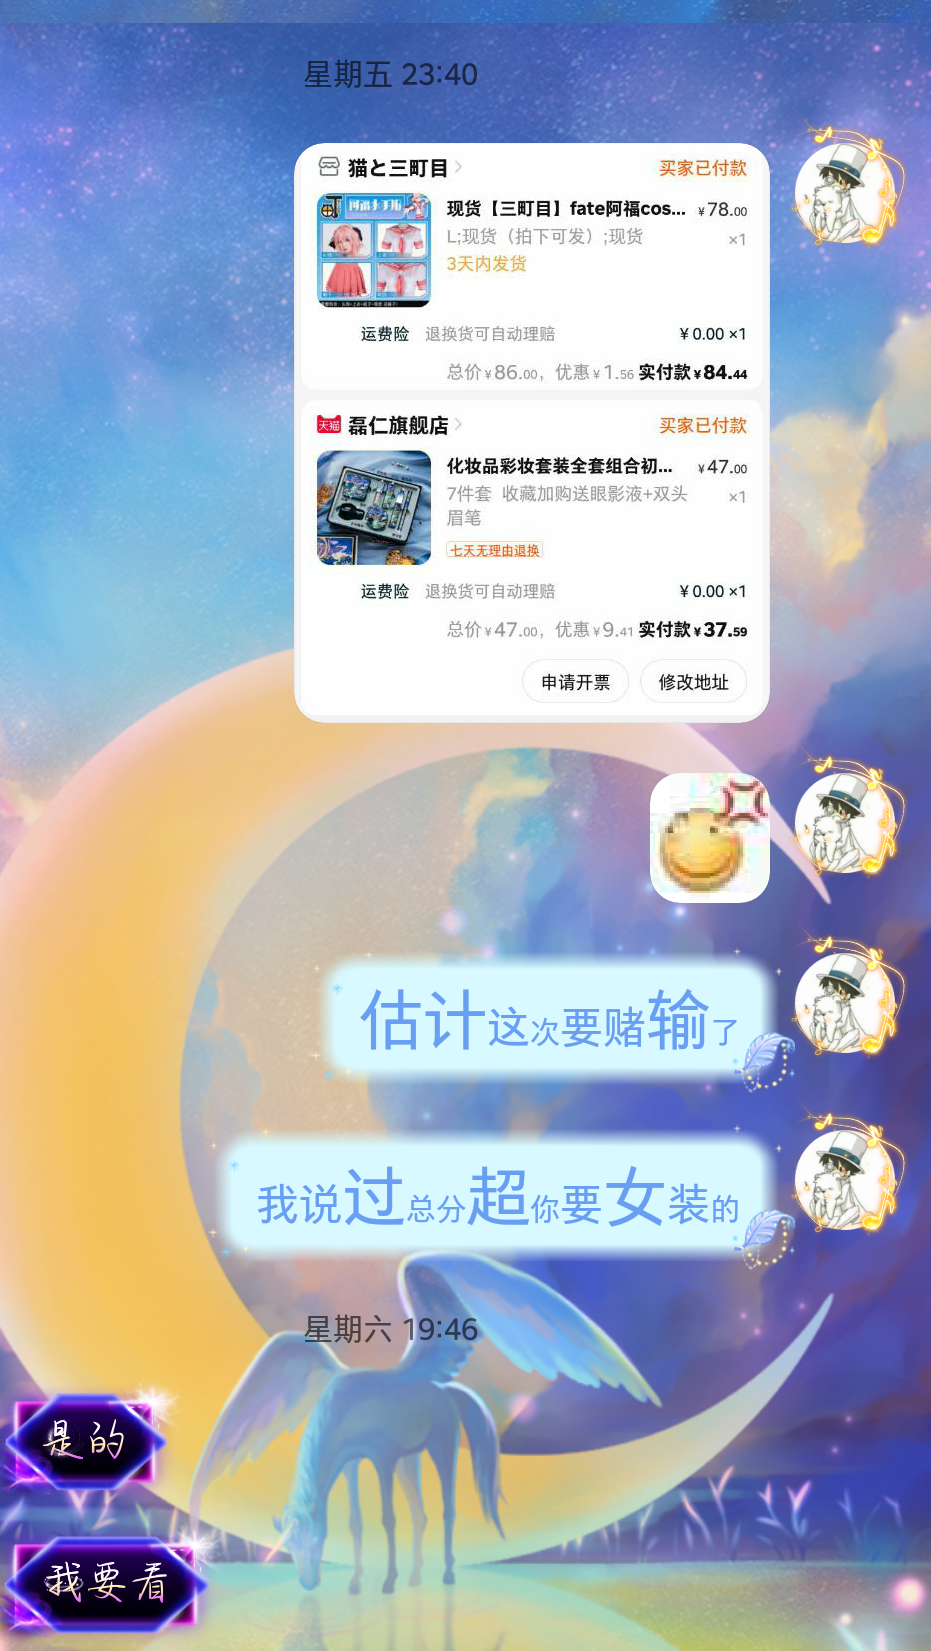 星期五 23:40
猫と三町目
买家已付款
现货【三町目】fate阿福cos... ¥78.00
L;现货（拍下可发）;现货 ×1
3天内发货
运费险 退换货可自动理赔 ¥0.00 ×1
总价¥86.00，优惠¥1.56 实付款¥84.44
天猫 磊仁旗舰店
买家已付款
化妆品彩妆套装全套组合初... ¥47.00
7件套 收藏加购送眼影液+双头 ×1
眉笔
七天无理由退换
运费险 退换货可自动理赔 ¥0.00 ×1
总价¥47.00，优惠¥9.41 实付款¥37.59
申请开票 修改地址
估计这次要赌输了
我说过总分超你要女装的
星期六 19:46
是的
我要看